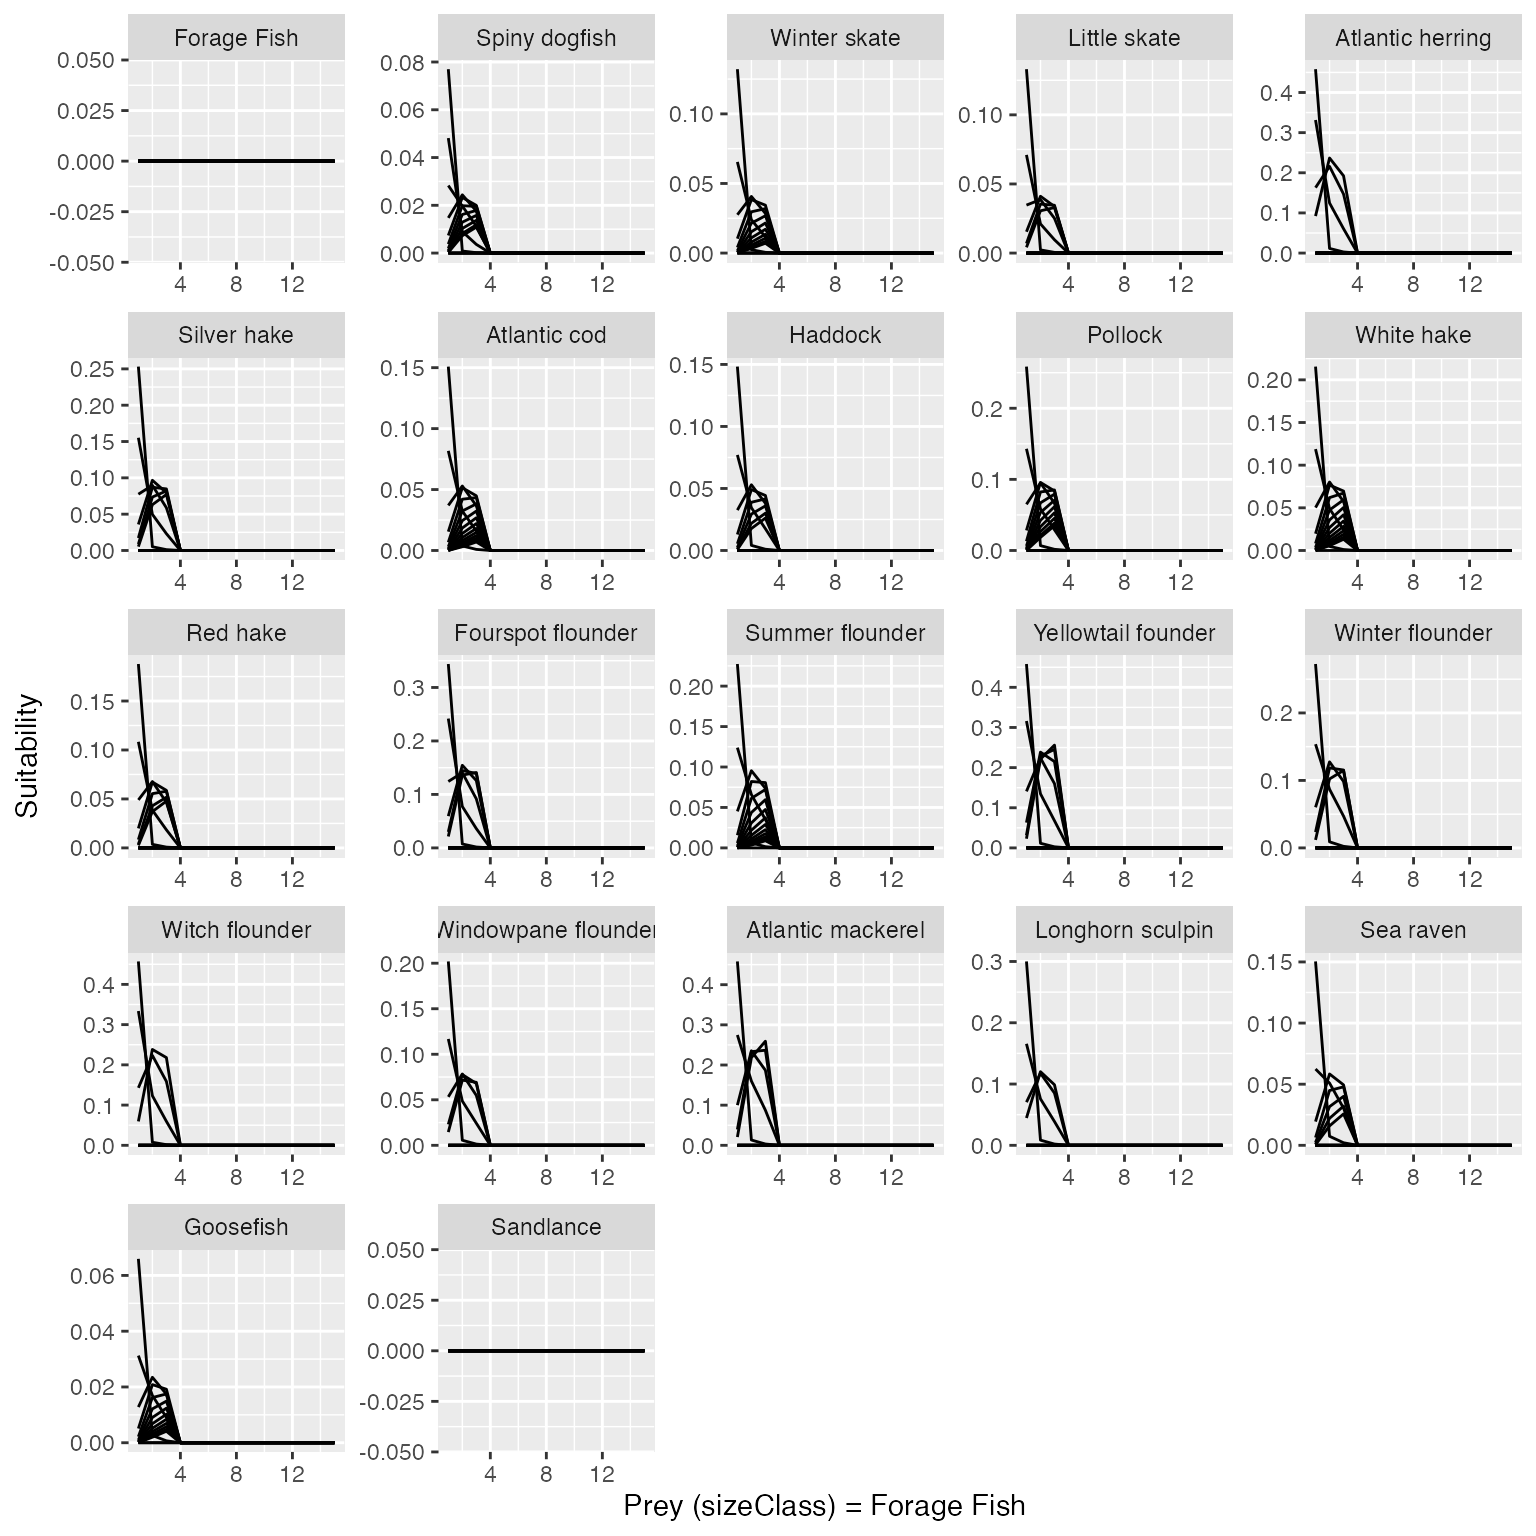 Forage Fish Spiny dogfish Winter skate Little skate Atlantic herring
0.050 0.025 0.000 -0.025 -0.050
0.08 0.06 0.04 0.02 0.00
0.10 0.05 0.00
0.10 0.05 0.00
0.4 0.3 0.2 0.1 0.0
4 8 12 4 8 12 4 8 12 4 8 12 4 8 12
Silver hake Atlantic cod Haddock Pollock White hake
0.25 0.20 0.15 0.10 0.05 0.00
0.15 0.10 0.05 0.00
0.15 0.10 0.05 0.00
0.2 0.1 0.0
0.20 0.15 0.10 0.05 0.00
4 8 12 4 8 12 4 8 12 4 8 12 4 8 12
Red hake Fourspot flounder Summer flounder Yellowtail founder Winter flounder
0.15 0.10 0.05 0.00
0.3 0.2 0.1 0.0
0.20 0.15 0.10 0.05 0.00
0.4 0.3 0.2 0.1 0.0
0.2 0.1 0.0
4 8 12 4 8 12 4 8 12 4 8 12 4 8 12
Suitability
Witch flounder Windowpane flounder Atlantic mackerel Longhorn sculpin Sea raven
0.4 0.3 0.2 0.1 0.0
0.20 0.15 0.10 0.05 0.00
0.4 0.3 0.2 0.1 0.0
0.3 0.2 0.1 0.0
0.15 0.10 0.05 0.00
4 8 12 4 8 12 4 8 12 4 8 12 4 8 12
Goosefish Sandlance
0.06 0.04 0.02 0.00
0.050 0.025 0.000 -0.025 -0.050
4 8 12 4 8 12
Prey (sizeClass) = Forage Fish